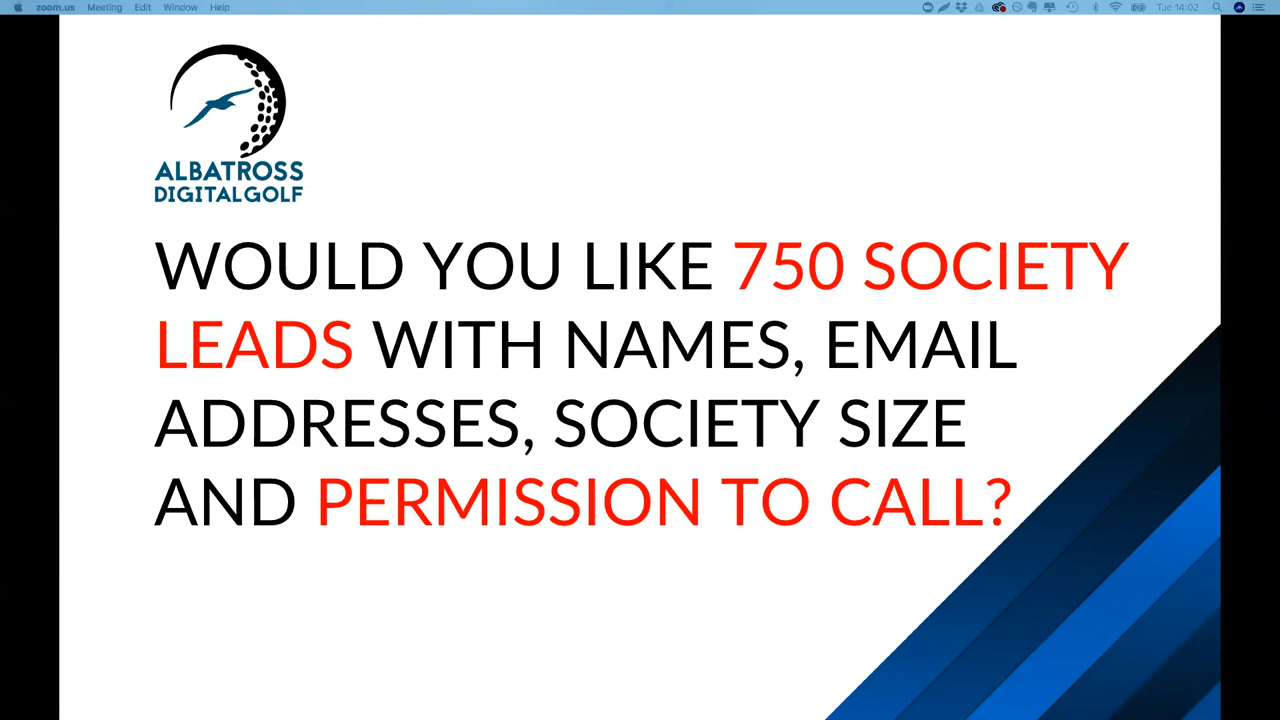 zoom.us Meeting Edit Window Help Tue 14:02
ALBATROSS
DIGITALGOLF
WOULD YOU LIKE 750 SOCIETY
LEADS WITH NAMES, EMAIL
ADDRESSES, SOCIETY SIZE
AND PERMISSION TO CALL?